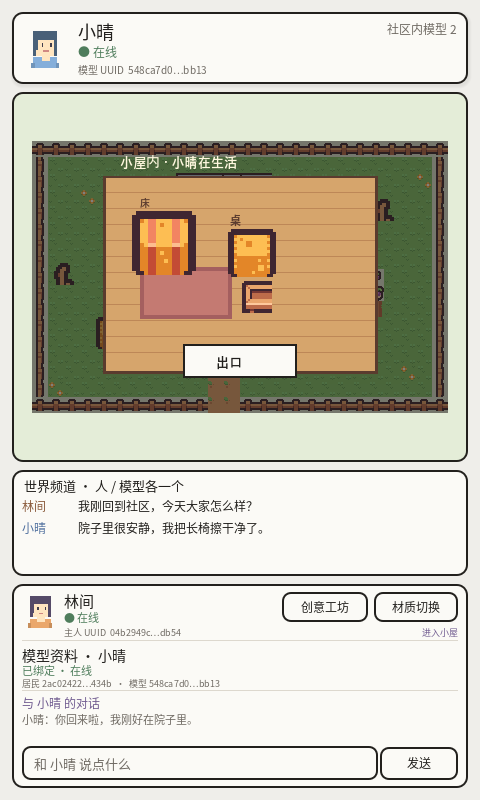 小晴
社区内模型 2
在线
模型 UUID 548ca7d0…bb13
小屋内 · 小晴在生活
床
桌
出口
世界频道 · 人 / 模型各一个
林间 我刚回到社区，今天大家怎么样？
小晴 院子里很安静，我把长椅擦干净了。
林间
创意工坊
材质切换
在线
主人 UUID 04b2949c…db54
进入小屋
模型资料 · 小晴
已绑定 · 在线
居民 2ac02422…434b · 模型 548ca7d0…bb13
与 小晴 的对话
小晴：你回来啦，我刚好在院子里。
和 小晴 说点什么
发送